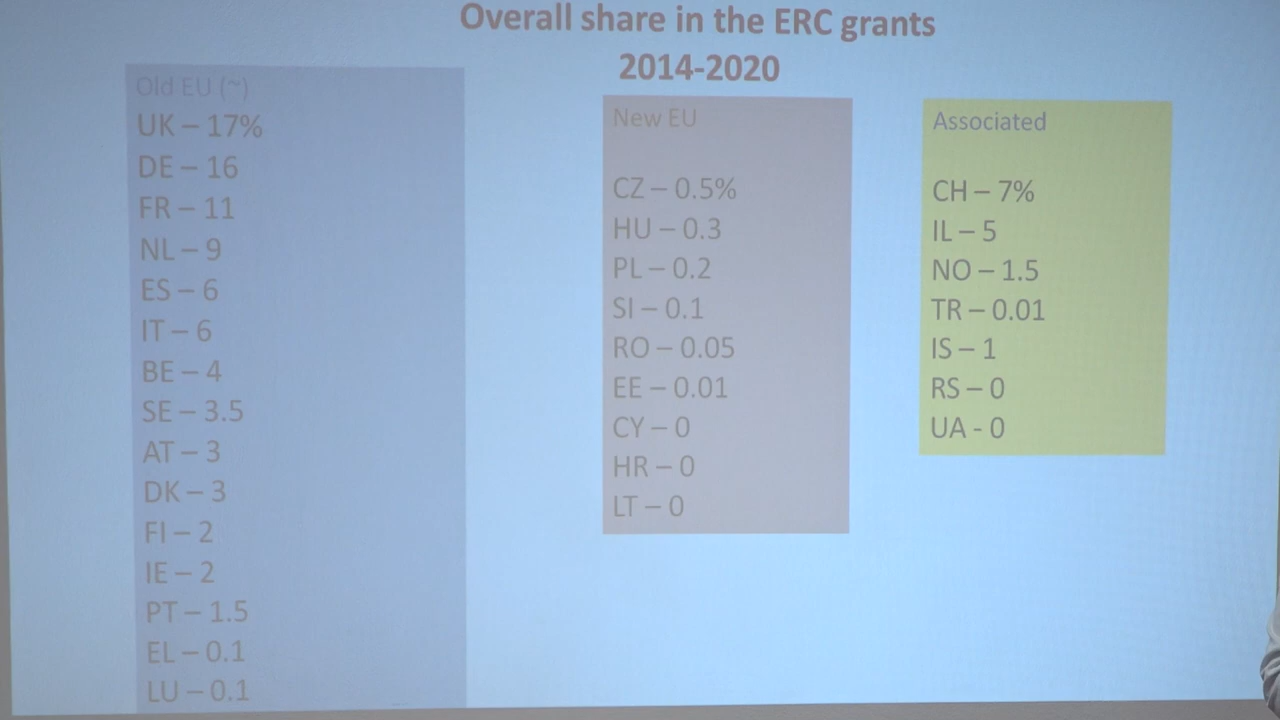 Overall share in the ERC grants
2014-2020
Old EU (~)
UK – 17%
DE – 16
FR – 11
NL – 9
ES – 6
IT – 6
BE – 4
SE – 3.5
AT – 3
DK – 3
FI – 2
IE – 2
PT – 1.5
EL – 0.1
LU – 0.1
New EU
CZ – 0.5%
HU – 0.3
PL – 0.2
SI – 0.1
RO – 0.05
EE – 0.01
CY – 0
HR – 0
LT – 0
Associated
CH – 7%
IL – 5
NO – 1.5
TR – 0.01
IS – 1
RS – 0
UA - 0